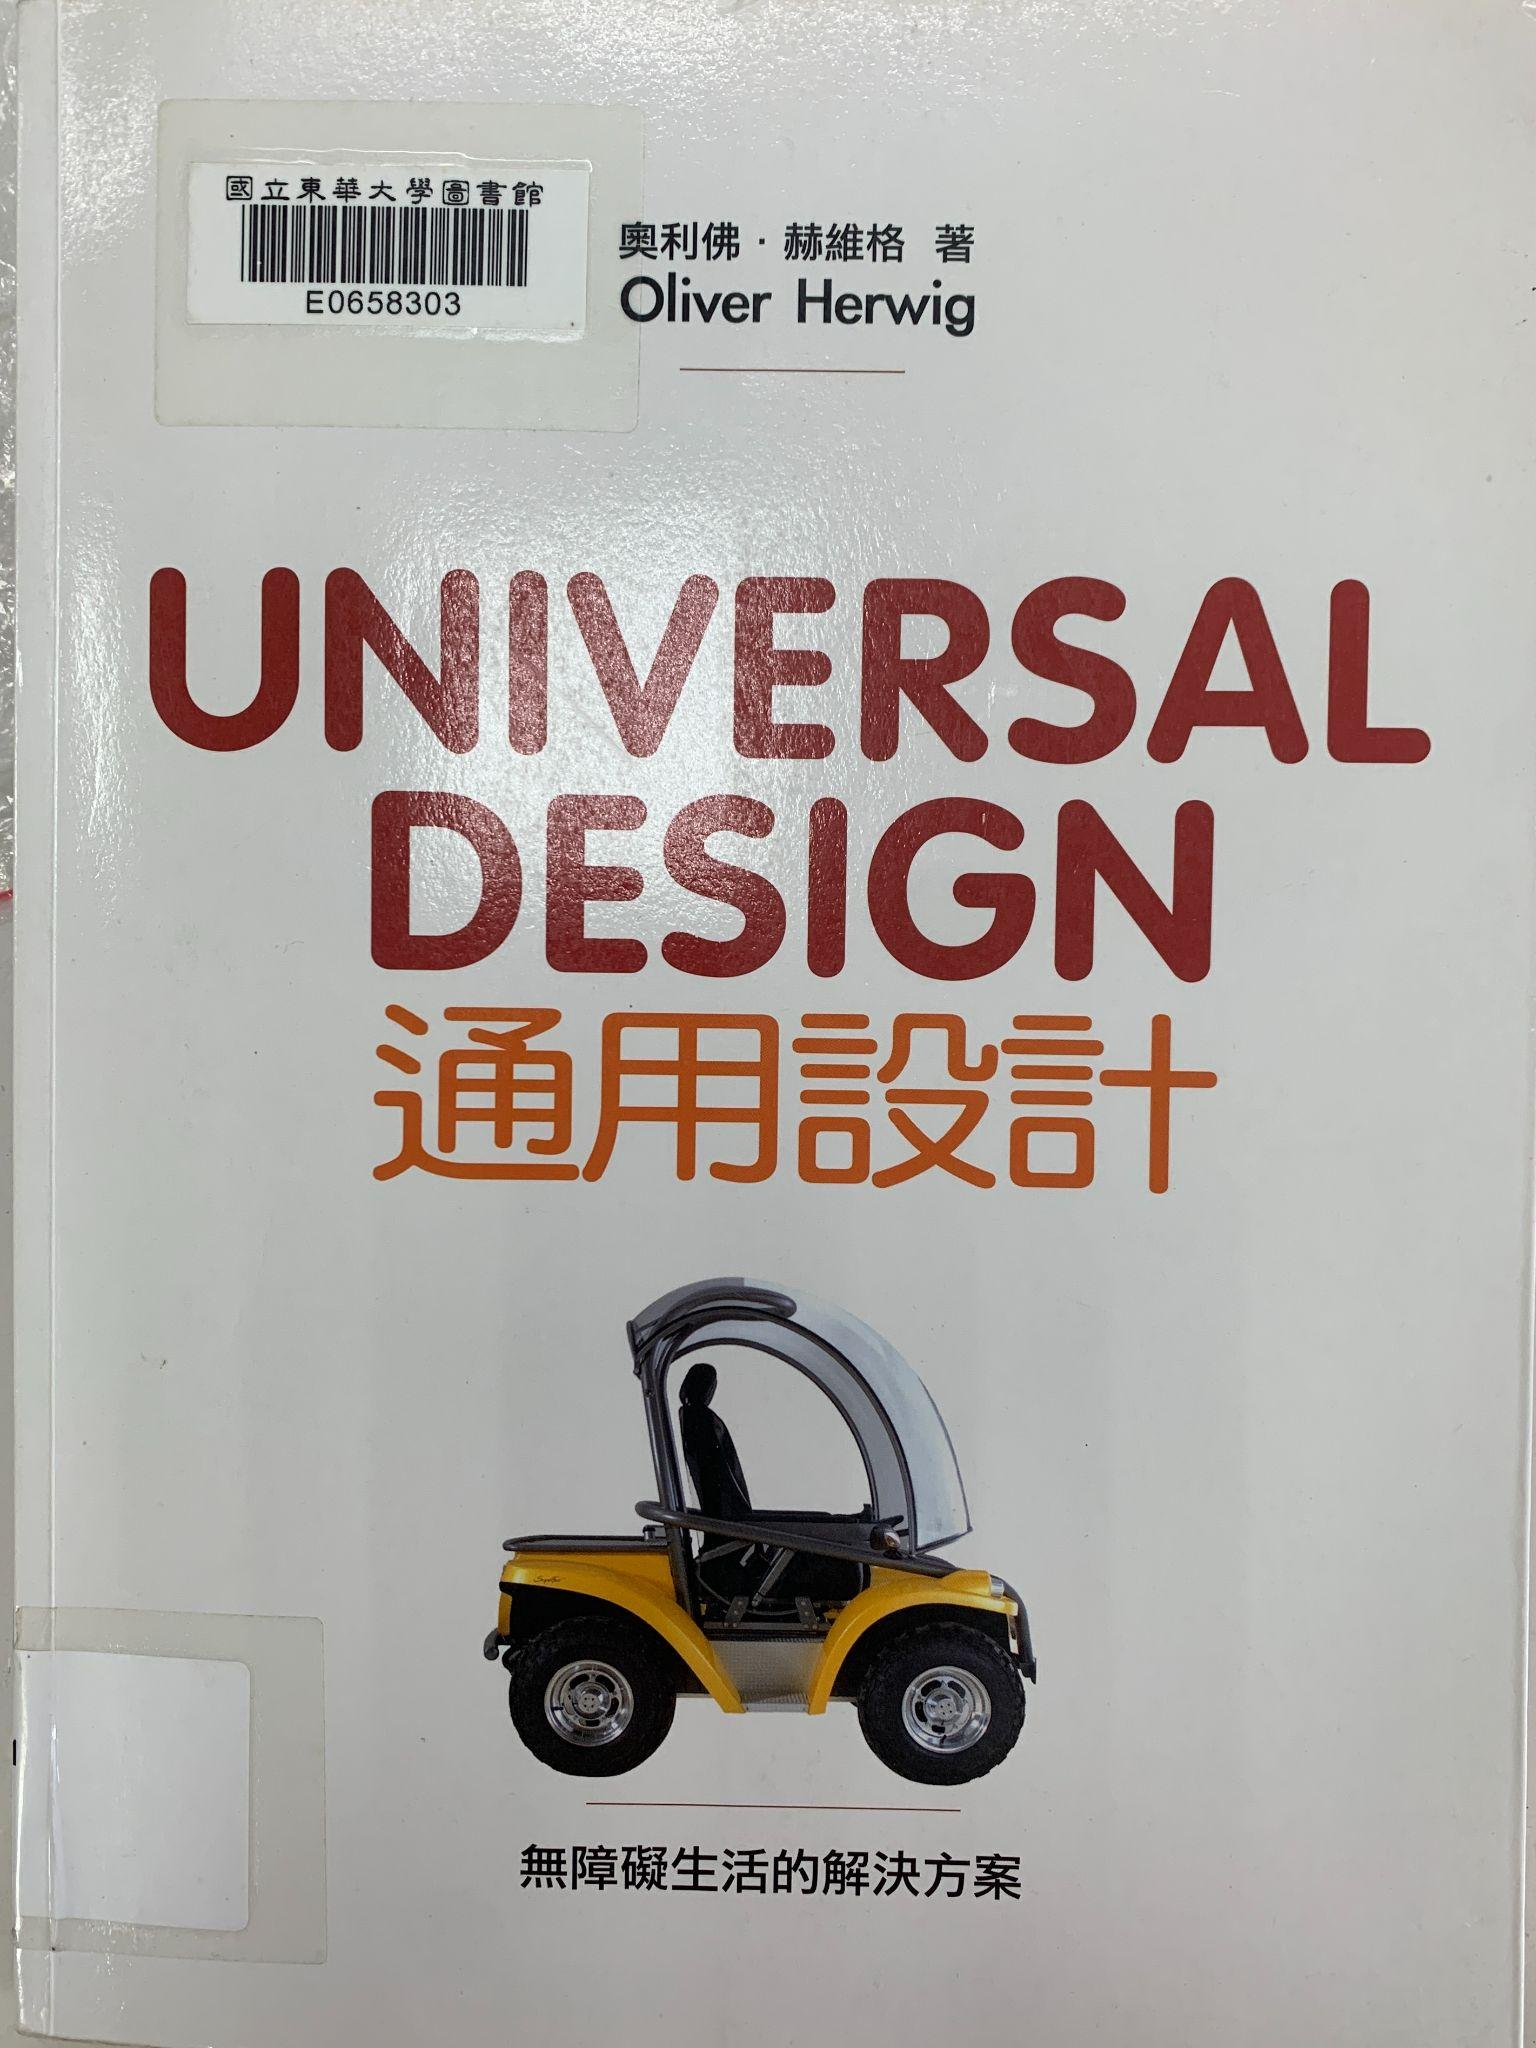 國立東華大學圖書館
E0658303
奧利佛．赫維格 著
Oliver Herwig
UNIVERSAL
DESIGN
通用設計
無障礙生活的解決方案